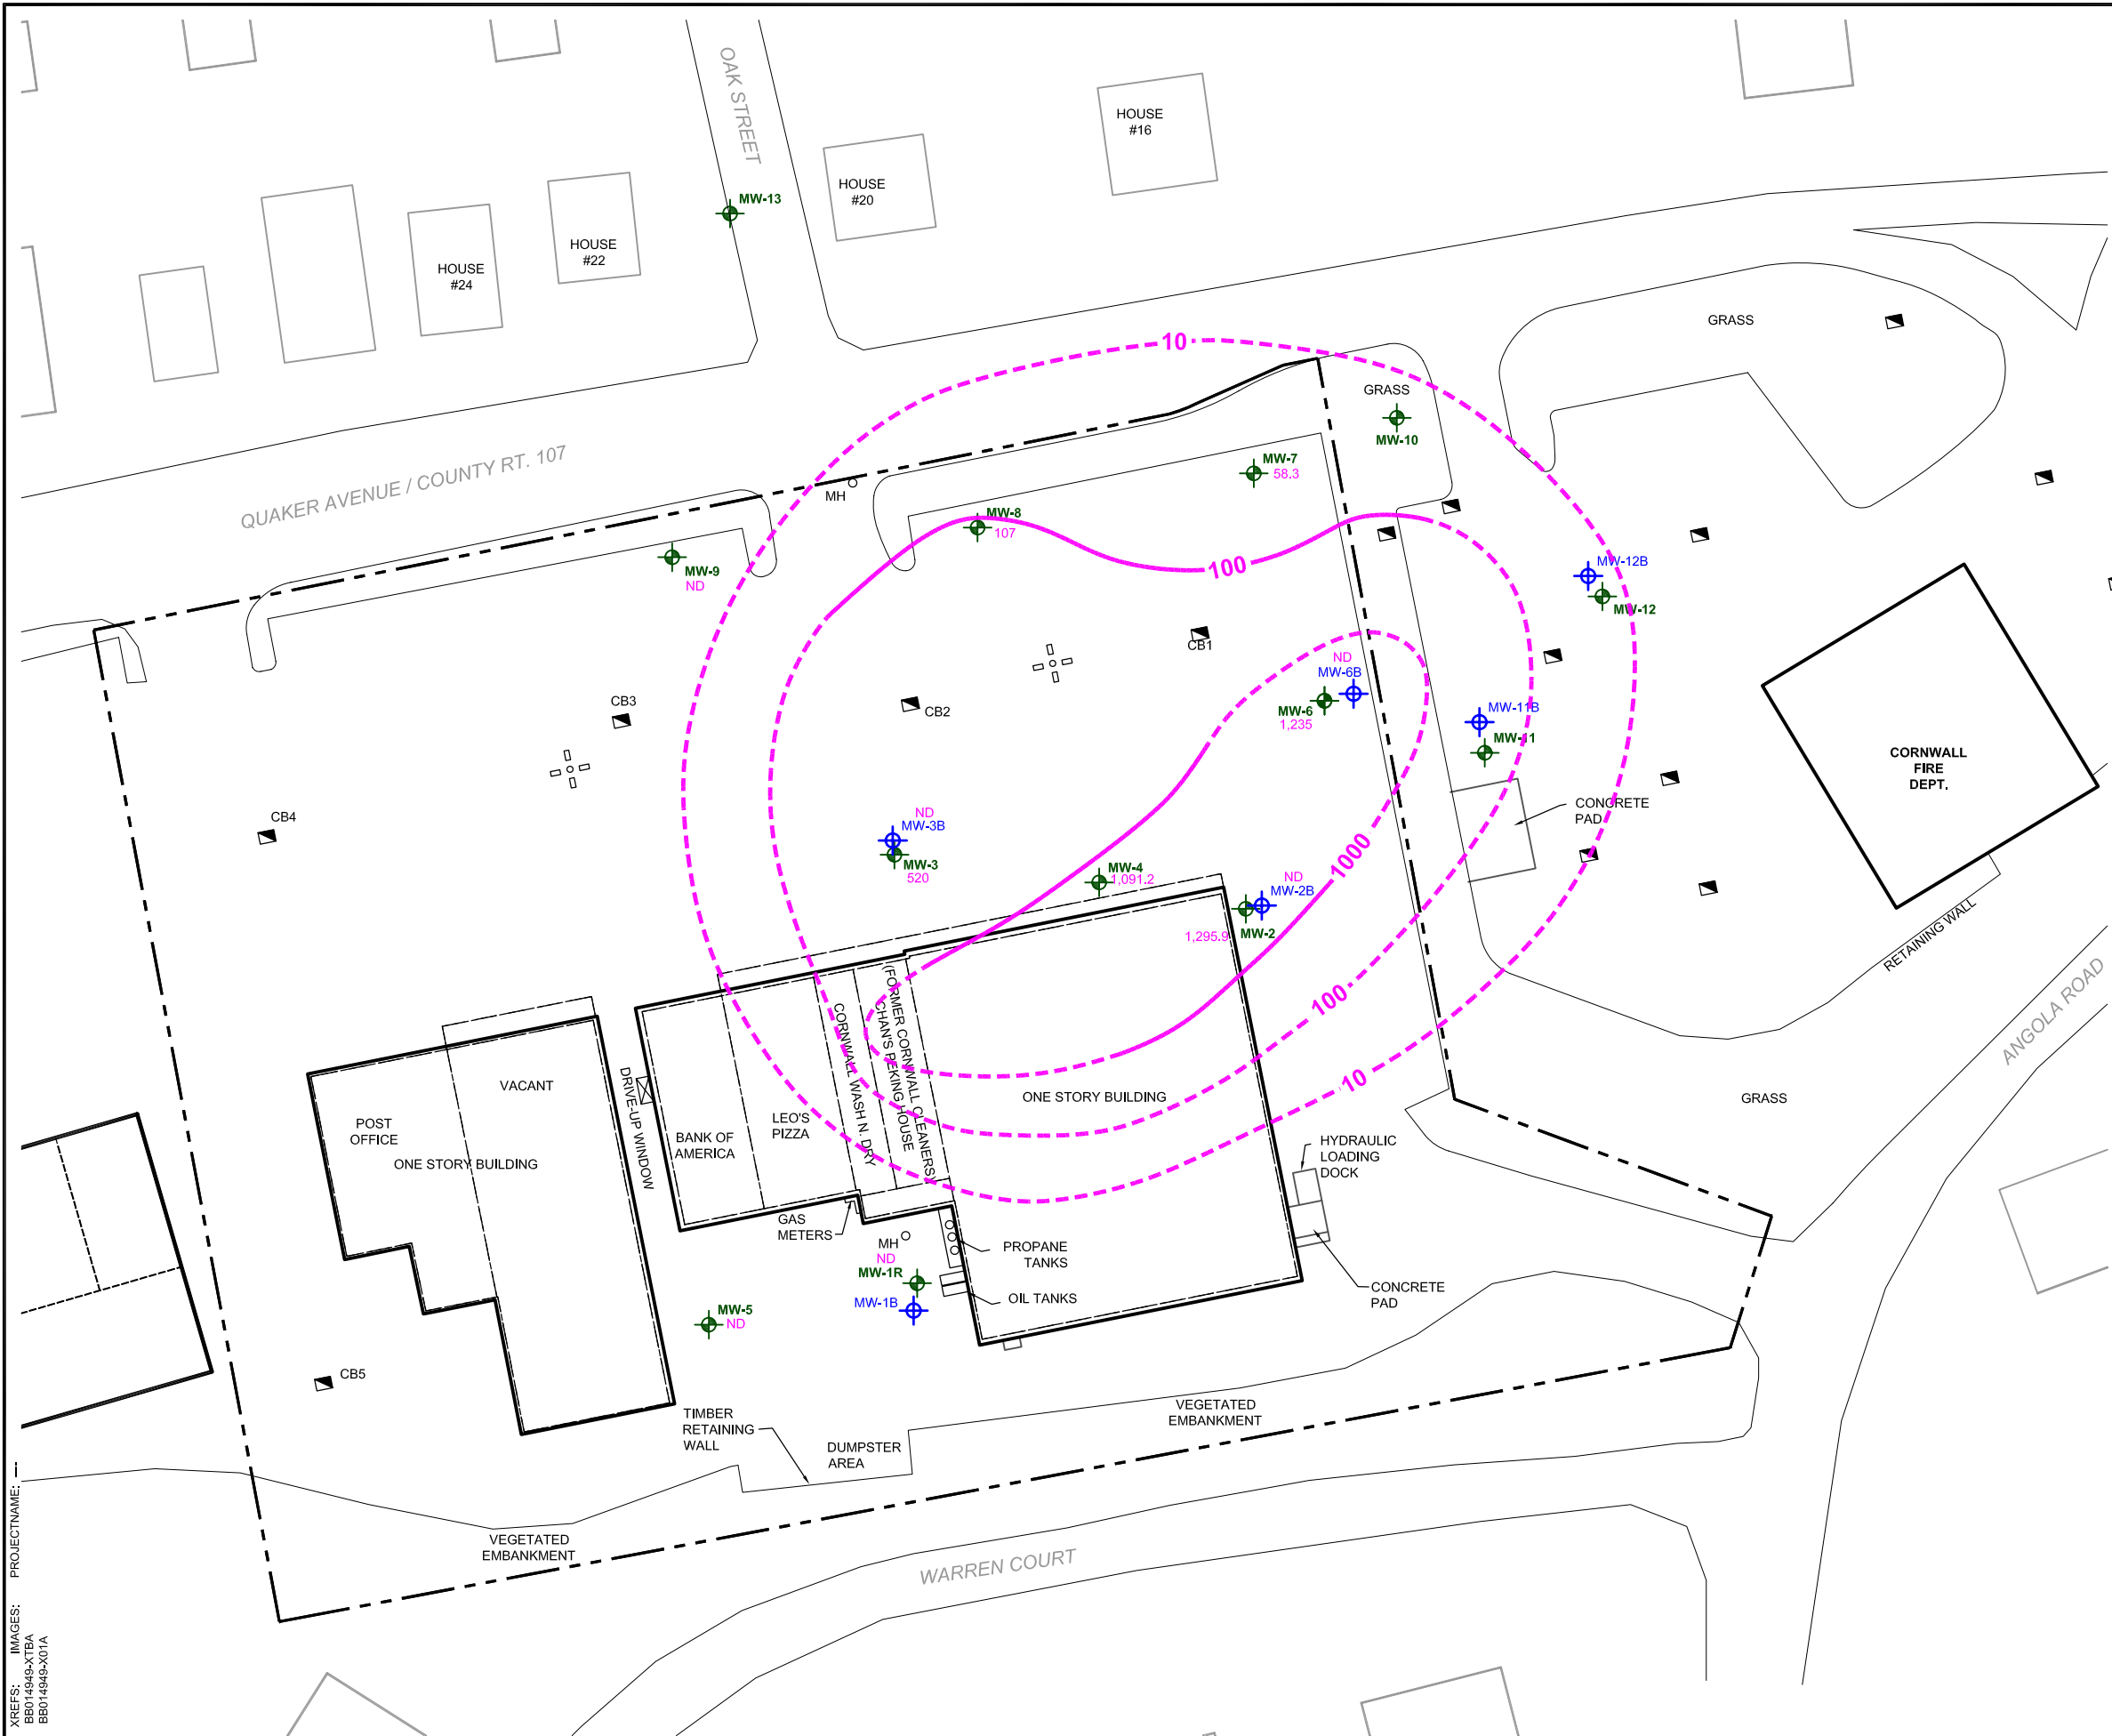 OAK STREET
HOUSE
#16
HOUSE
#20
MW-13
HOUSE
#22
HOUSE
#24
GRASS
10
GRASS
MW-10
QUAKER AVENUE / COUNTY RT. 107
MH
MW-7
58.3
MW-8
107
100
MW-9
ND
MW-12B
MW-12
CB1
ND
MW-6B
MW-6
1,235
CB3
CB2
MW-11B
MW-11
CORNWALL
FIRE
DEPT.
CONCRETE
PAD
CB4
ND
MW-3B
MW-3
520
MW-4
1,091.2
1000
ND
MW-2B
MW-2
1,295.9
RETAINING WALL
ANGOLA ROAD
100
10
GRASS
VACANT
POST
OFFICE
ONE STORY BUILDING
DRIVE-UP WINDOW
BANK OF
AMERICA
LEO'S
PIZZA
CORNWALL WASH N. DRY
CHAN'S PEKING HOUSE
(FORMER CORNWALL CLEANERS)
ONE STORY BUILDING
HYDRAULIC
LOADING
DOCK
GAS
METERS
MH
ND
MW-1R
MW-1B
PROPANE
TANKS
OIL TANKS
CONCRETE
PAD
MW-5
ND
CB5
TIMBER
RETAINING
WALL
DUMPSTER
AREA
VEGETATED
EMBANKMENT
VEGETATED
EMBANKMENT
WARREN COURT
XREFS: IMAGES: PROJECTNAME: ---
BB014949-XTBA
BB014949-X01A